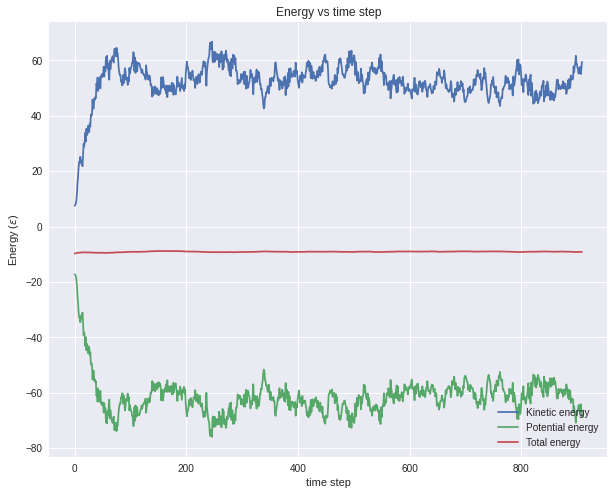 Energy vs time step
Energy (ε)
60
40
20
0
−20
−40
−60
−80
0
200
400
600
800
time step
Kinetic energy
Potential energy
Total energy